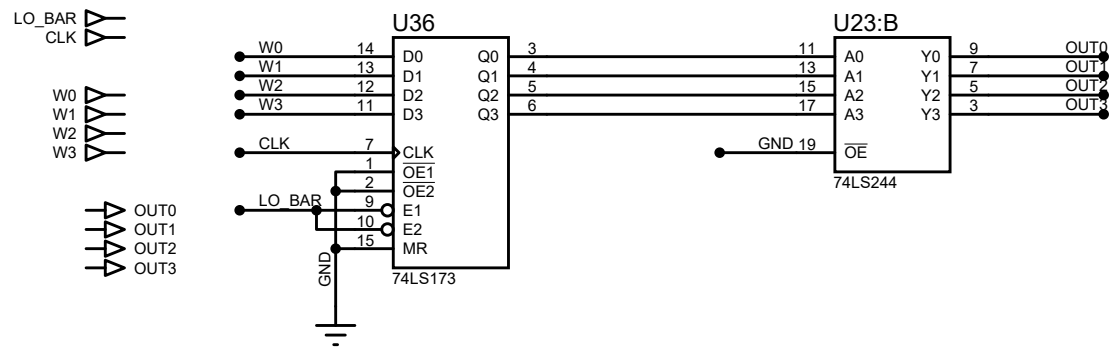 LO_BAR
CLK
W0
W1
W2
W3
OUT0
OUT1
OUT2
OUT3
U36
W0 14 D0 Q0 3
W1 13 D1 Q1 4
W2 12 D2 Q2 5
W3 11 D3 Q3 6
CLK 7 CLK
1 OE1
2 OE2
LO_BAR 9 E1
10 E2
15 MR
GND
74LS173
U23:B
11 A0 Y0 9 OUT0
13 A1 Y1 7 OUT1
15 A2 Y2 5 OUT2
17 A3 Y3 3 OUT3
GND 19 OE
74LS244